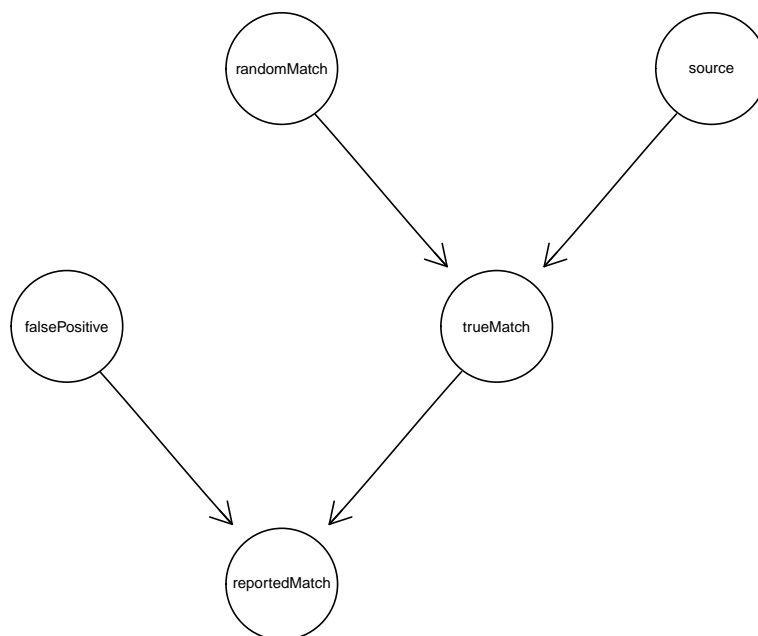 randomMatch
source
falsePositive
trueMatch
reportedMatch